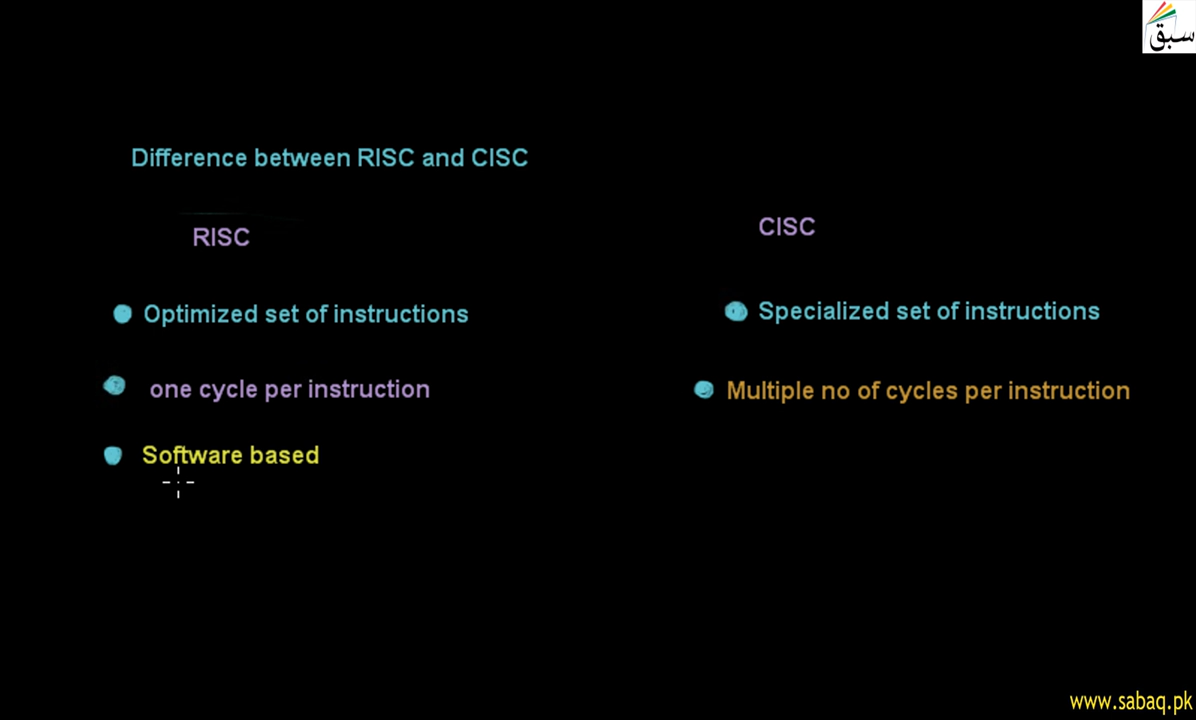 سبق
Difference between RISC and CISC
RISC
CISC
Optimized set of instructions
Specialized set of instructions
one cycle per instruction
Multiple no of cycles per instruction
Software based
www.sabaq.pk